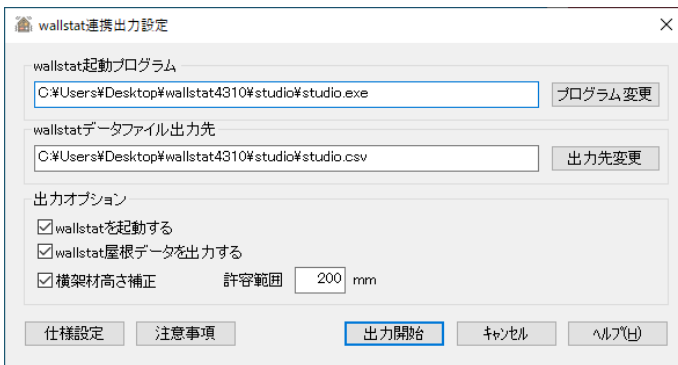 wallstat連携出力設定
wallstat起動プログラム
C:¥Users¥Desktop¥wallstat4310¥studio¥studio.exe
プログラム変更
wallstatデータファイル出力先
C:¥Users¥Desktop¥wallstat4310¥studio¥studio.csv
出力先変更
出力オプション
wallstatを起動する
wallstat屋根データを出力する
横架材高さ補正 許容範囲 200 mm
仕様設定 注意事項 出力開始 ｷｬﾝｾﾙ ﾍﾙﾌﾟ(H)